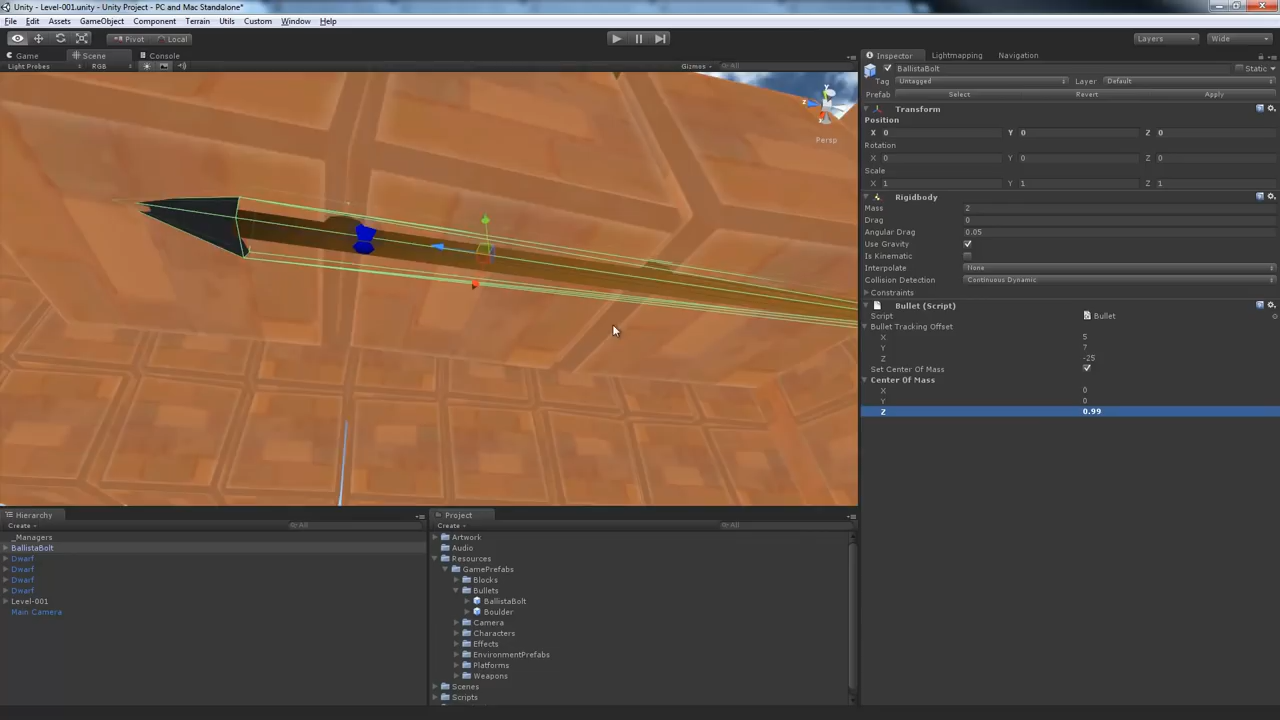 Unity - Level-001.unity - Unity Project - PC and Mac Standalone*
File Edit Assets GameObject Component Terrain Utils Custom Window Help
Pivot Local Layers Wide
Game Scene Console
Light Probes RGB Gizmos All
y
z
x
Persp
Inspector Lightmapping Navigation
BallistaBolt Static
Tag Untagged Layer Default
Prefab Select Revert Apply
Transform
Position
X 0 Y 0 Z 0
Rotation
X 0 Y 0 Z 0
Scale
X 1 Y 1 Z 1
Rigidbody
Mass 2
Drag 0
Angular Drag 0.05
Use Gravity
Is Kinematic
Interpolate None
Collision Detection Continuous Dynamic
Constraints
Bullet (Script)
Script Bullet
Bullet Tracking Offset
X 5
Y 7
Z -25
Set Center Of Mass
Center Of Mass
X 0
Y 0
Z 0.99
Hierarchy
Create All
_Managers
BallistaBolt
Dwarf
Dwarf
Dwarf
Dwarf
Level-001
Main Camera
Project
Create All
Artwork
Audio
Resources
GamePrefabs
Blocks
Bullets
BallistaBolt
Boulder
Camera
Characters
Effects
EnvironmentPrefabs
Platforms
Weapons
Scenes
Scripts